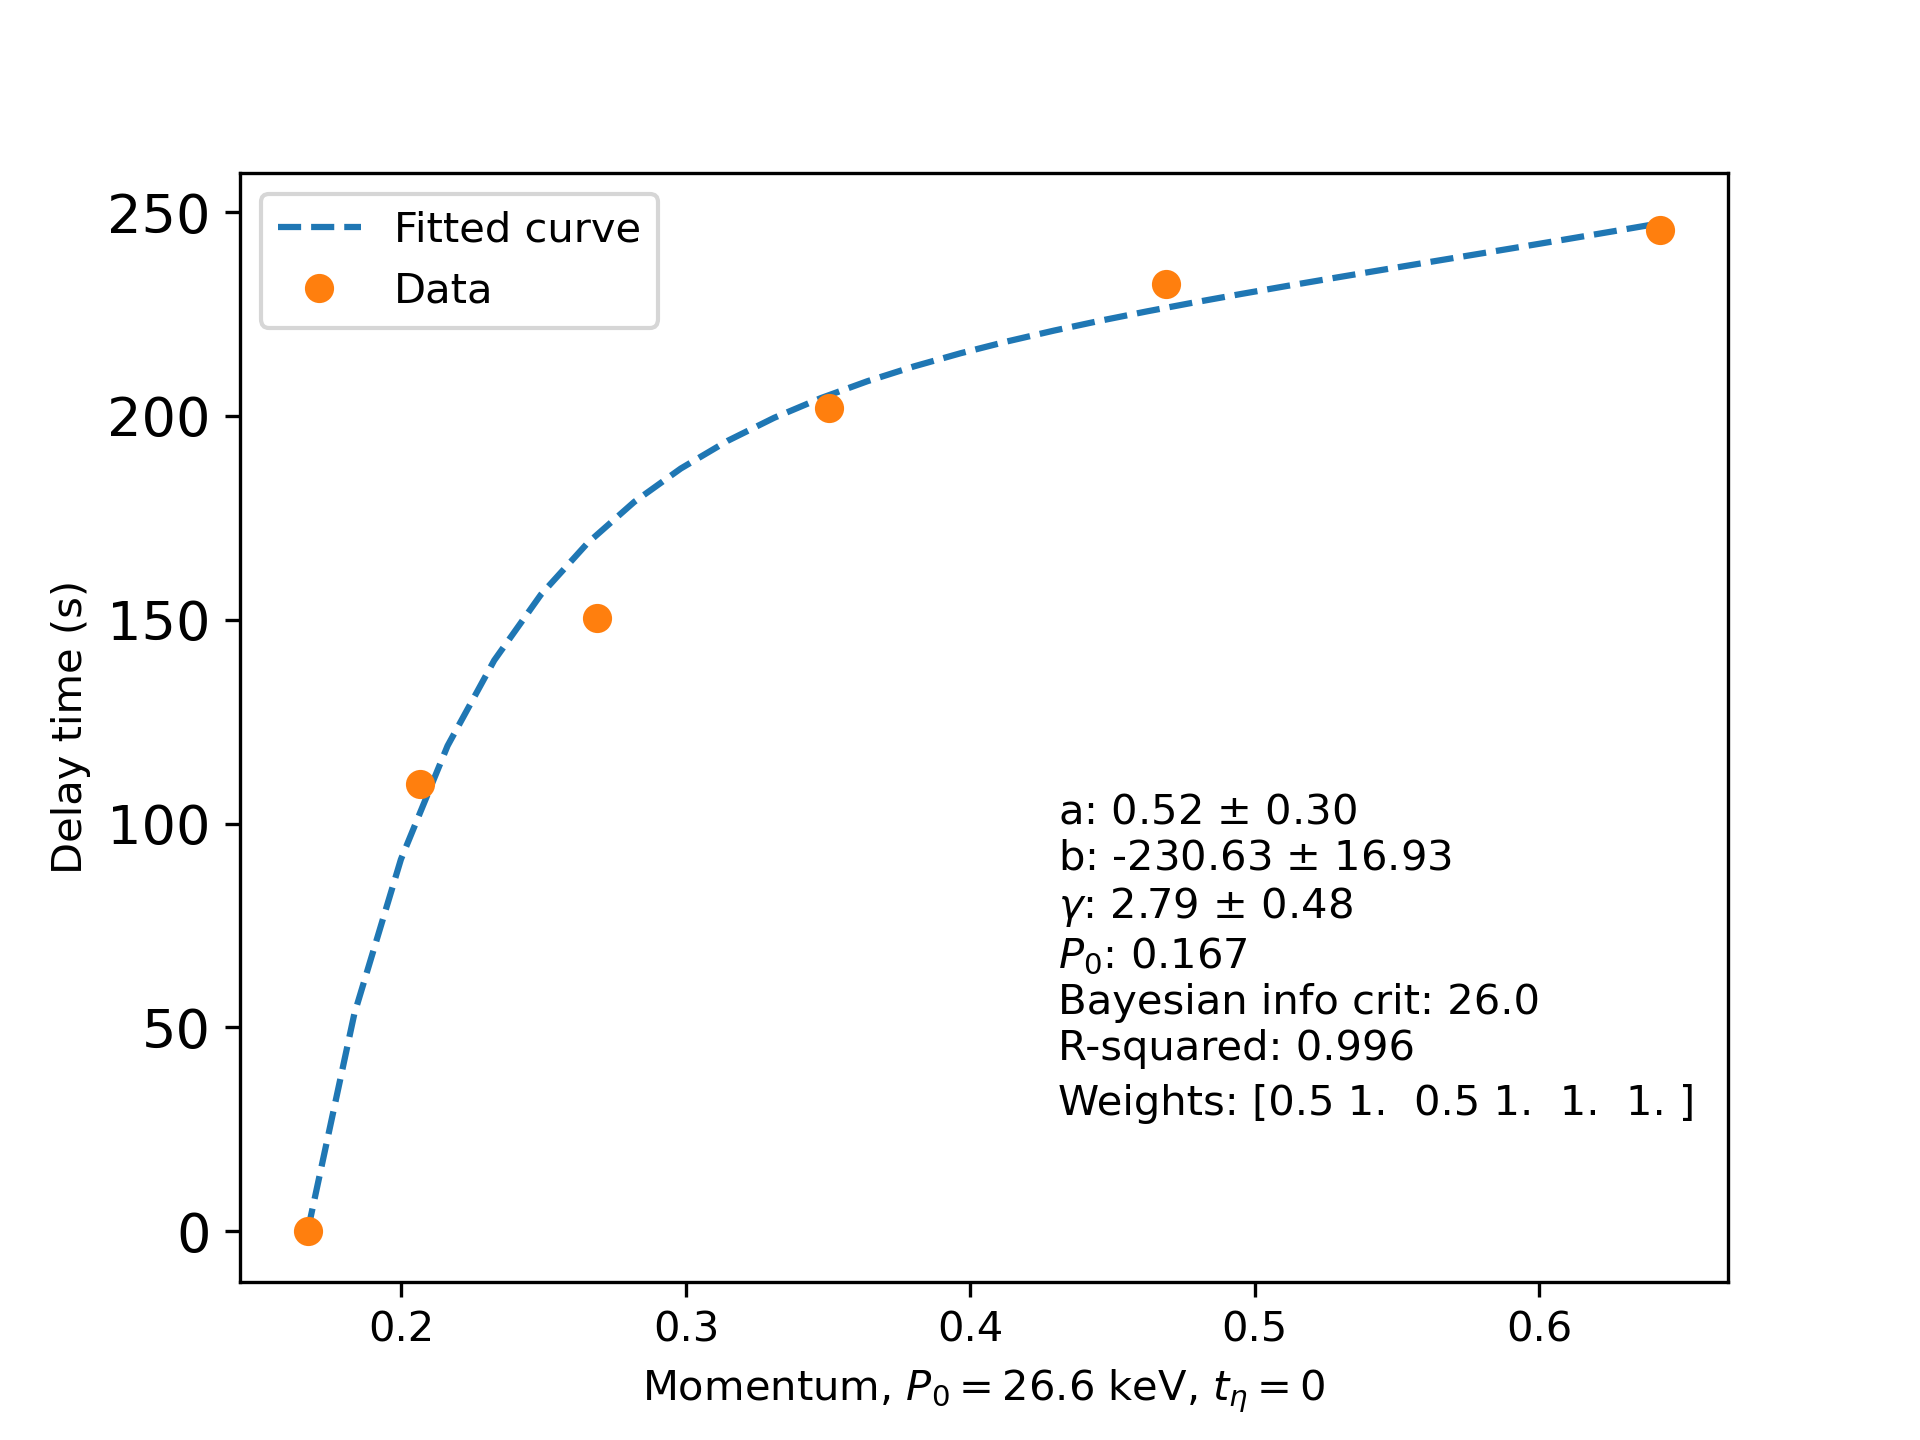 Fitted curve
Data
250
200
150
100
50
0
Delay time (s)
a: 0.52 ± 0.30
b: -230.63 ± 16.93
γ: 2.79 ± 0.48
P₀: 0.167
Bayesian info crit: 26.0
R-squared: 0.996
Weights: [0.5 1.  0.5 1.  1.  1. ]
0.2 0.3 0.4 0.5 0.6
Momentum, P₀ = 26.6 keV, tη = 0